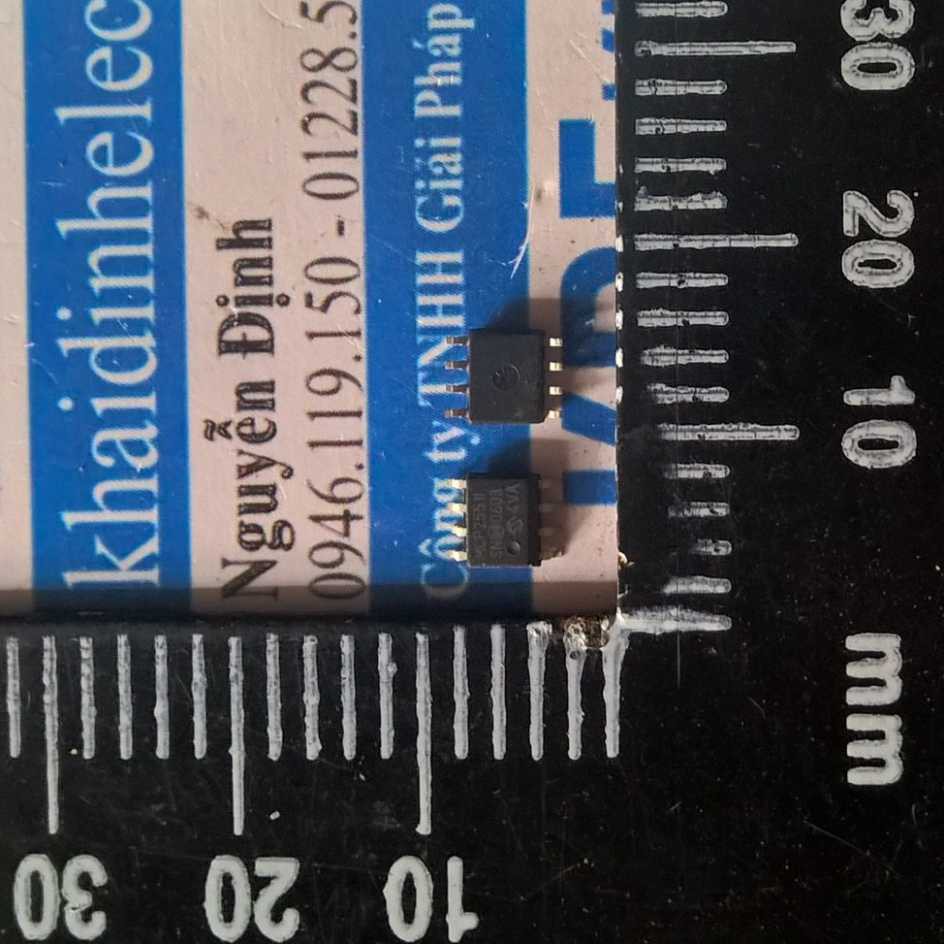 khaidinhelec
Nguyễn Định
0946.119.150 - 01228.5
Công ty TNHH Giải Pháp
MCP2551
30
20
10
mm
30
20
10